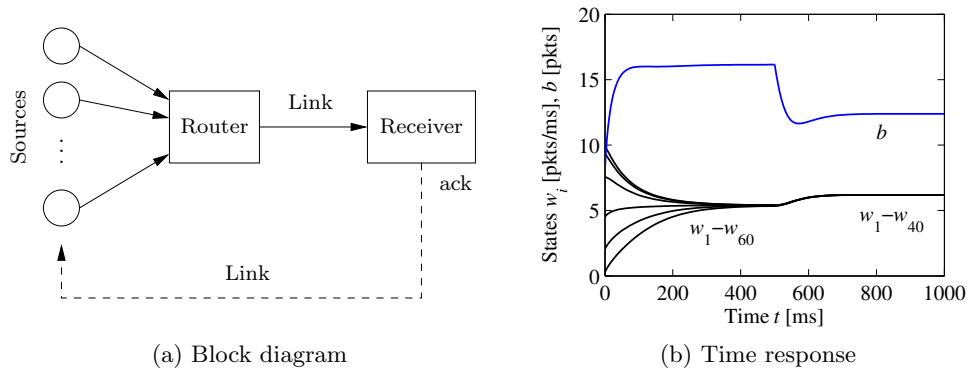 Sources
...
Router
Link
Receiver
ack
Link
(a) Block diagram
States w_i [pkts/ms], b [pkts]
20
15
10
5
0
b
w_1–w_60
w_1–w_40
0 200 400 600 800 1000
Time t [ms]
(b) Time response